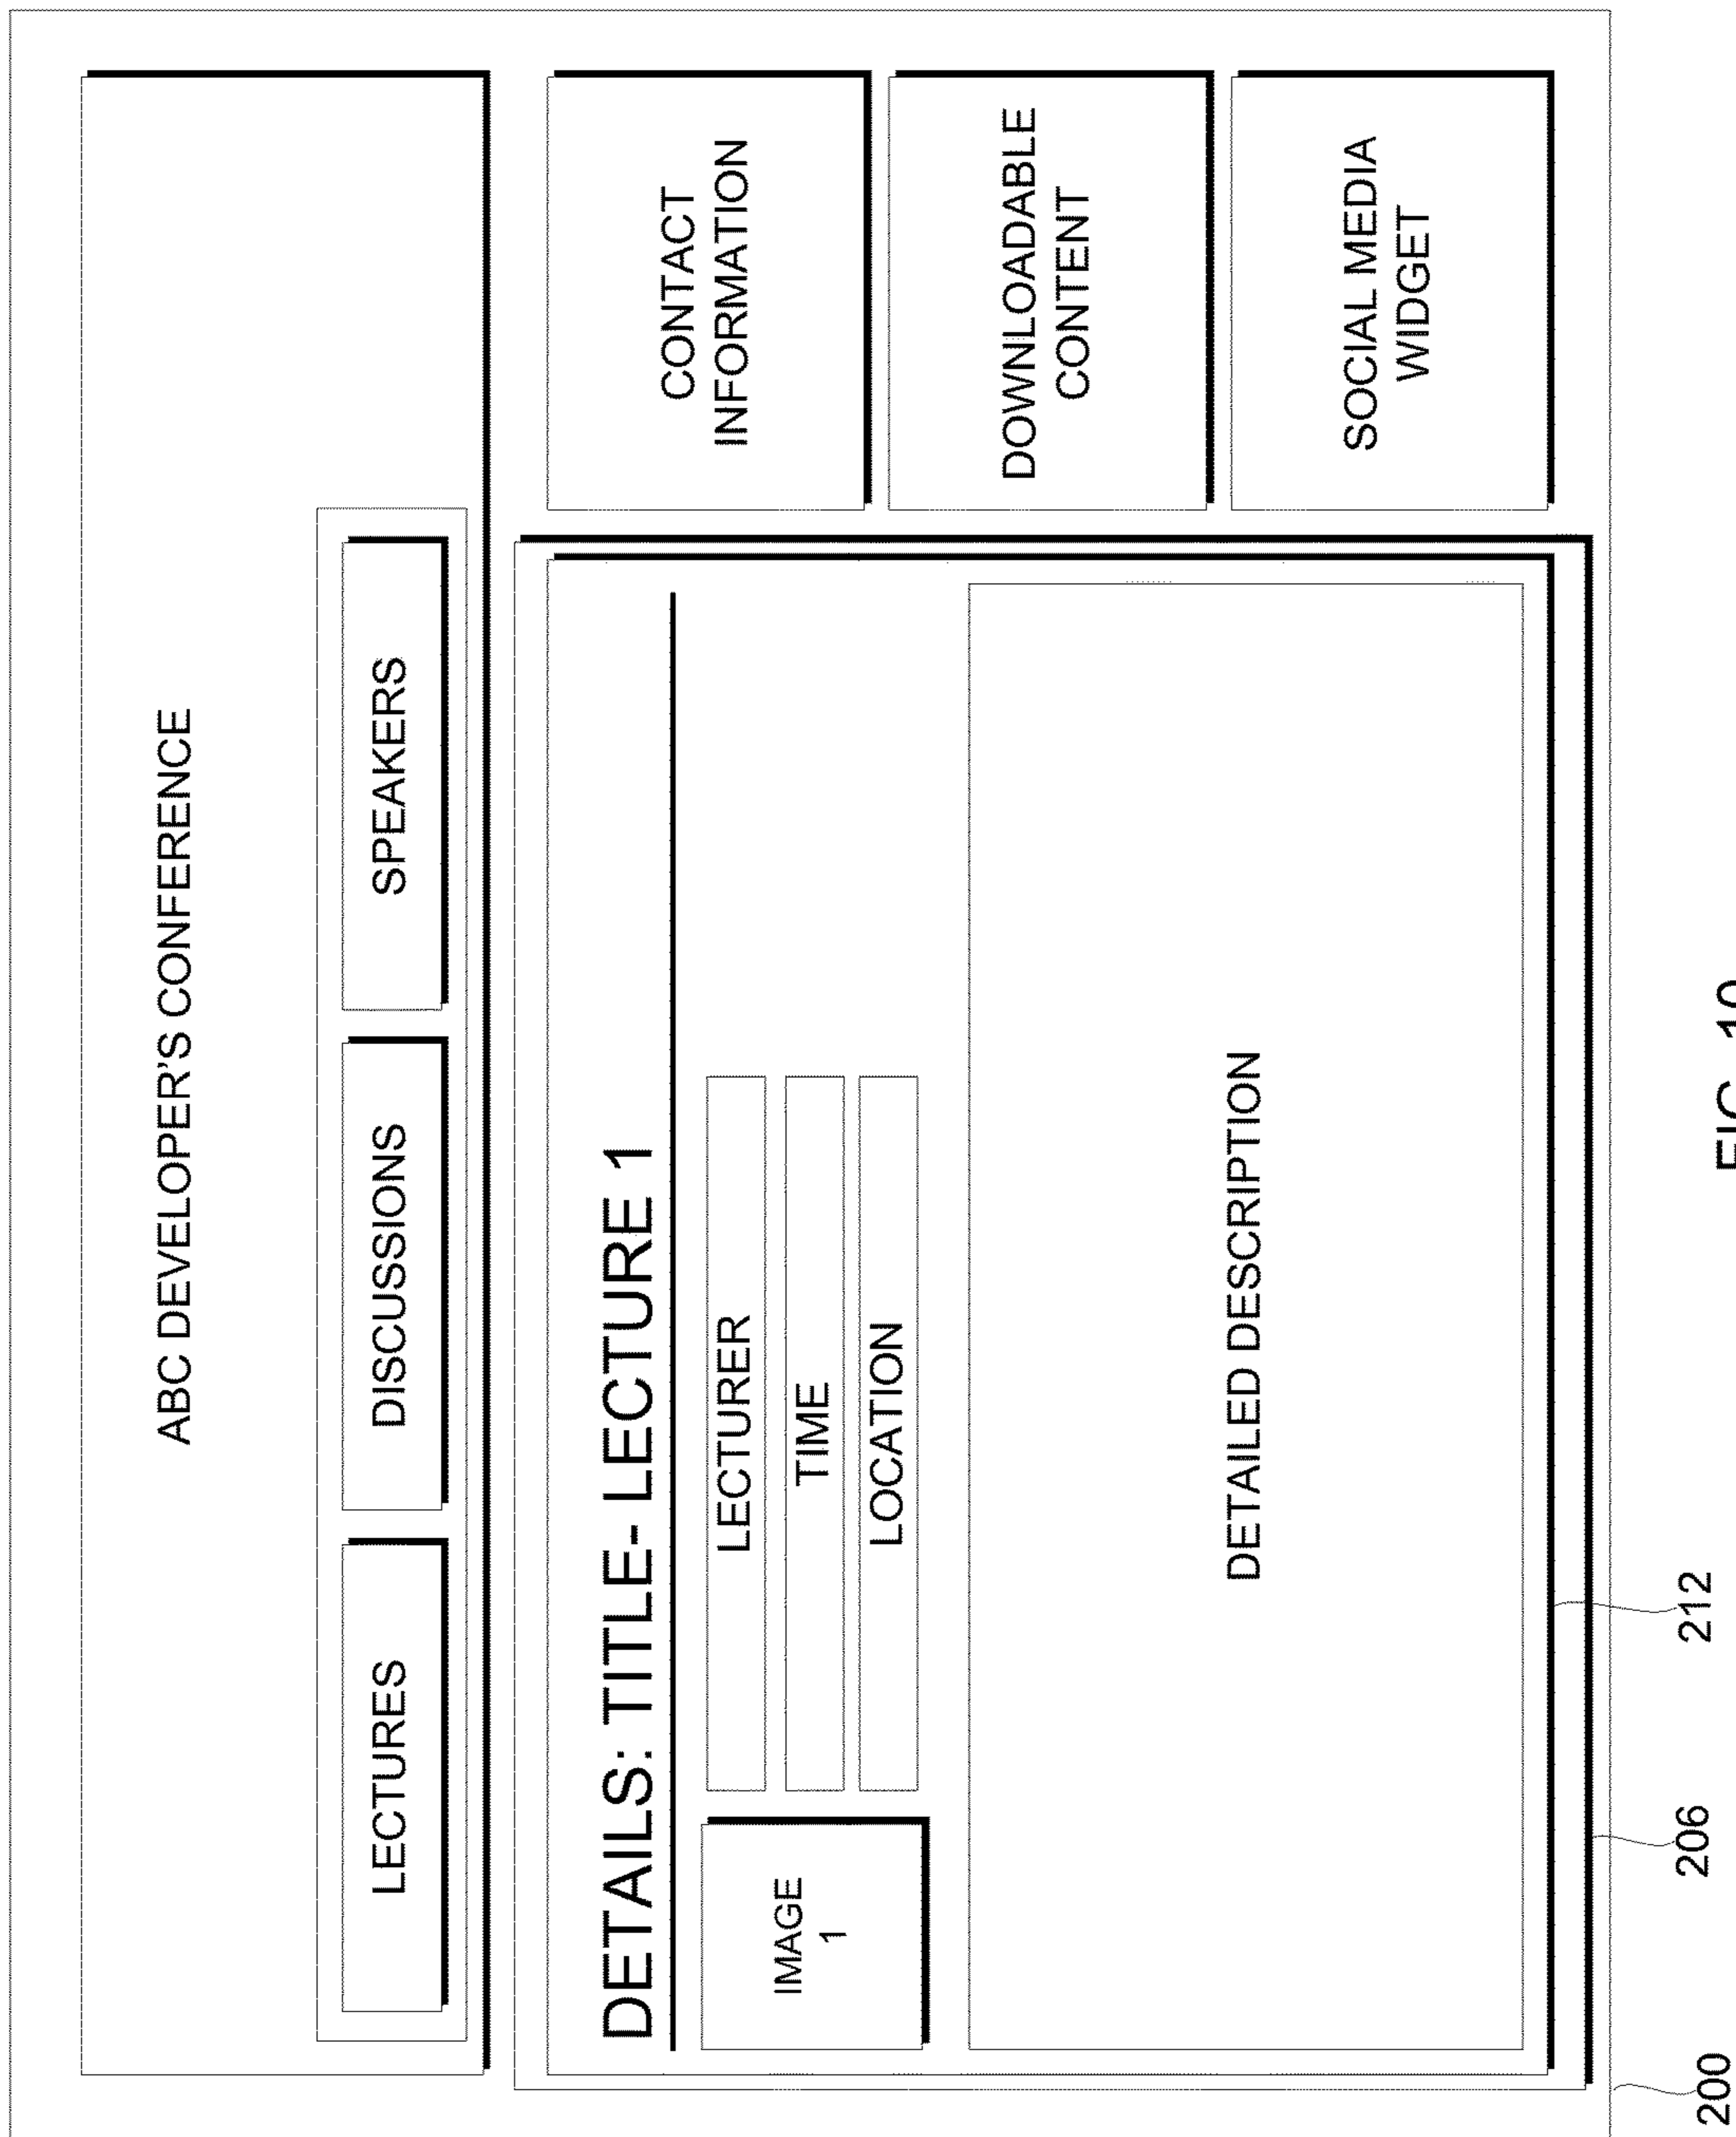 ABC DEVELOPER'S CONFERENCE
LECTURES
DISCUSSIONS
SPEAKERS
DETAILS: TITLE- LECTURE 1
IMAGE
1
LECTURER
TIME
LOCATION
DETAILED DESCRIPTION
CONTACT
INFORMATION
DOWNLOADABLE
CONTENT
SOCIAL MEDIA
WIDGET
200
206
212
FIG.